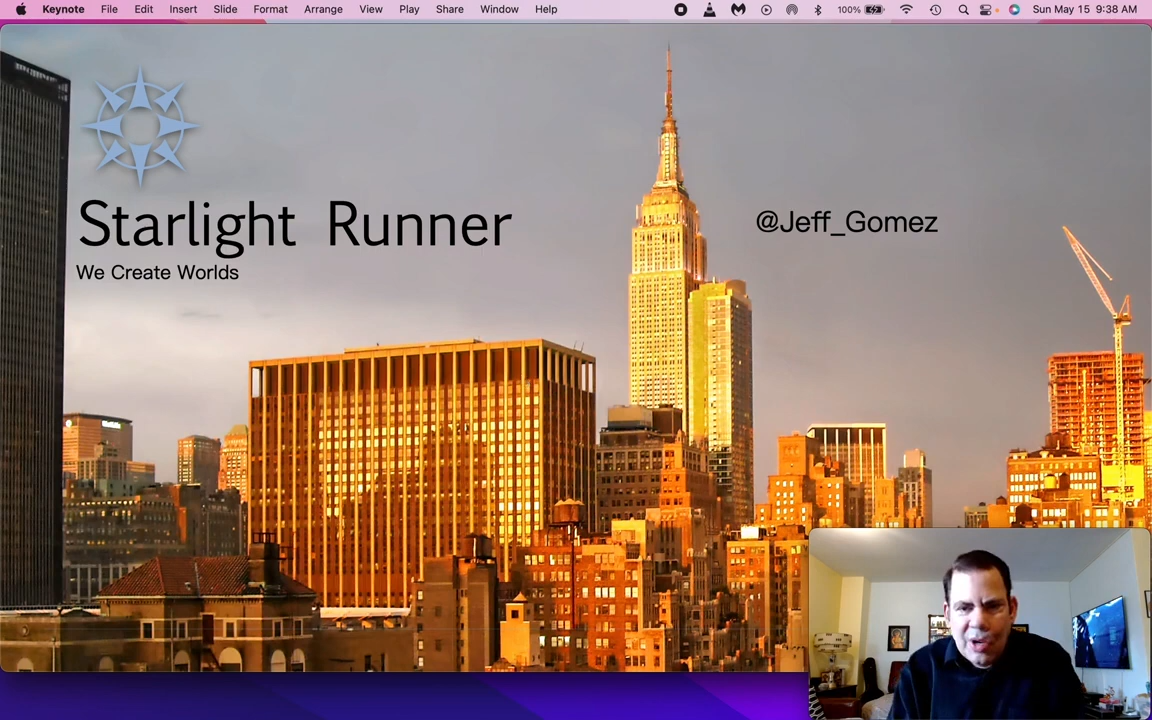 Keynote File Edit Insert Slide Format Arrange View Play Share Window Help 100% Sun May 15 9:38 AM
Starlight Runner
@Jeff_Gomez
We Create Worlds